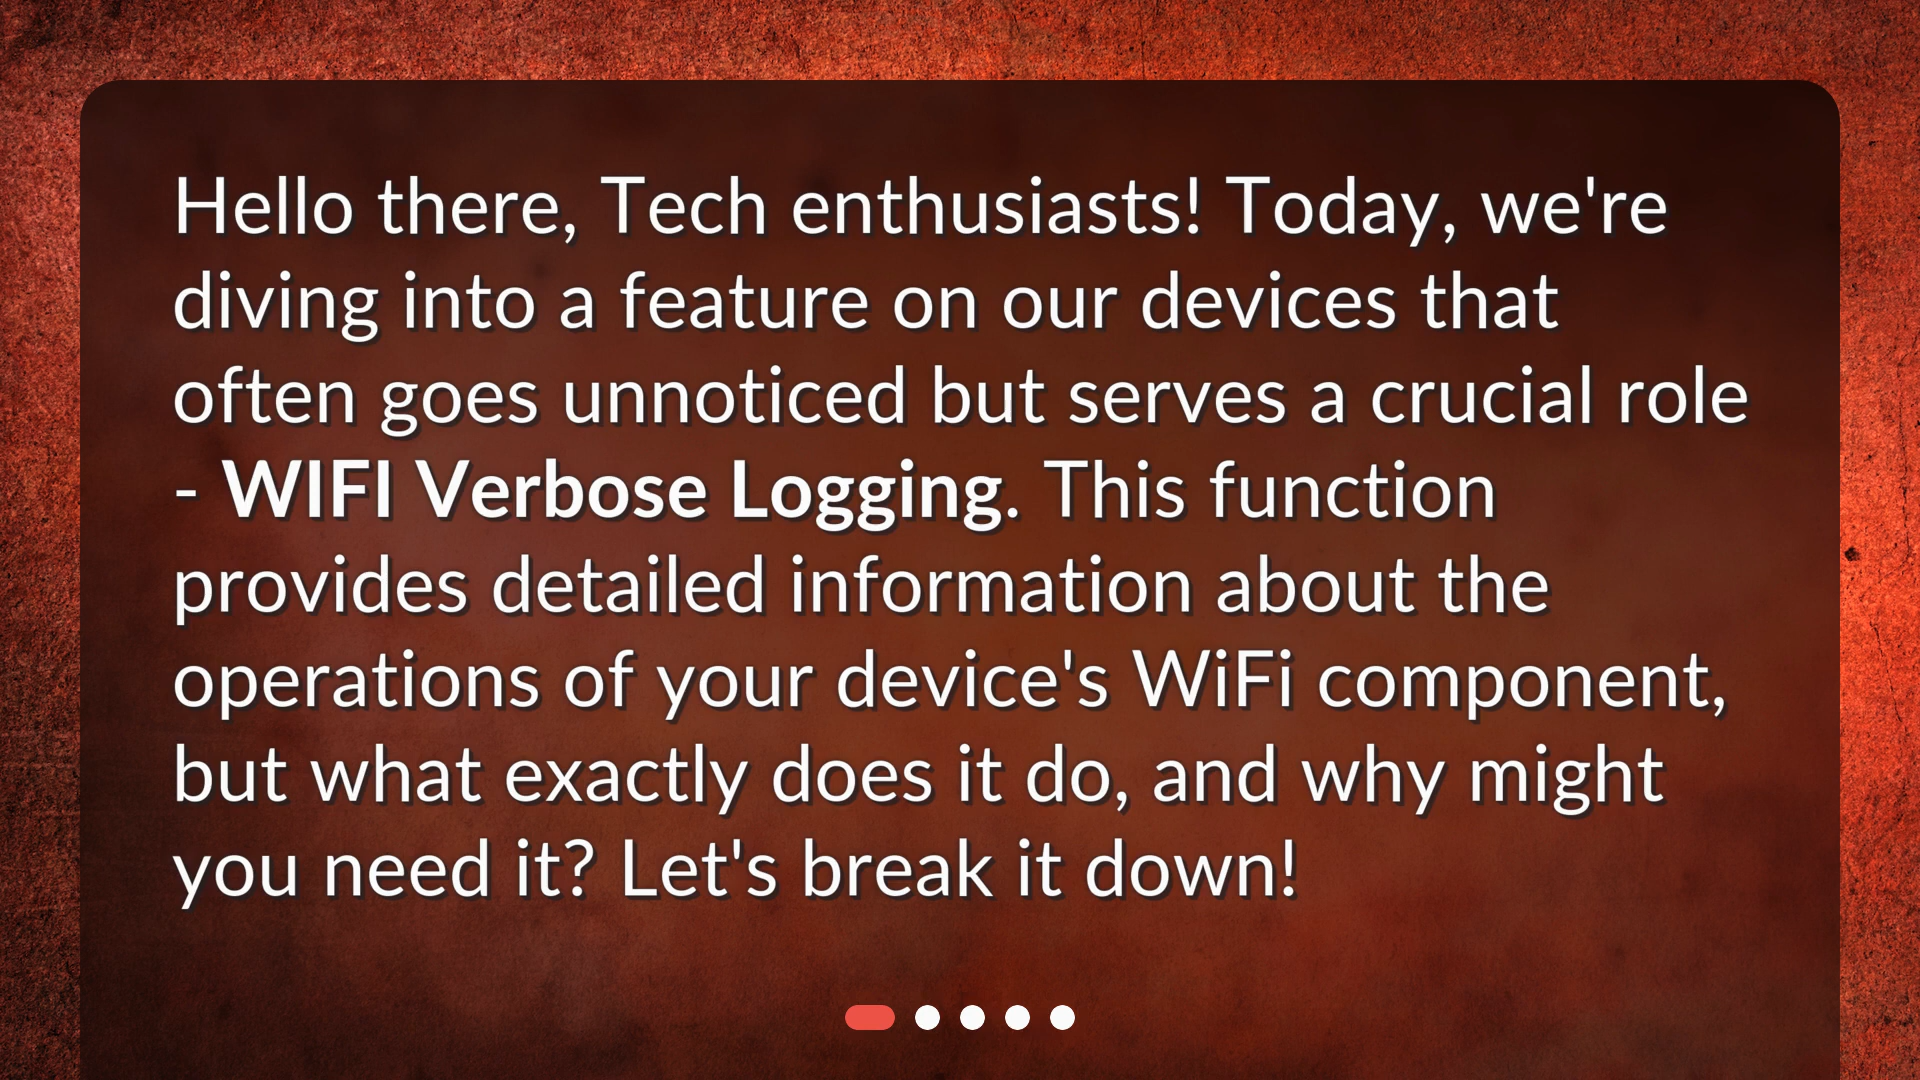 Hello there, Tech enthusiasts! Today, we're
diving into a feature on our devices that
often goes unnoticed but serves a crucial role
- WIFI Verbose Logging. This function
provides detailed information about the
operations of your device's WiFi component,
but what exactly does it do, and why might
you need it? Let's break it down!